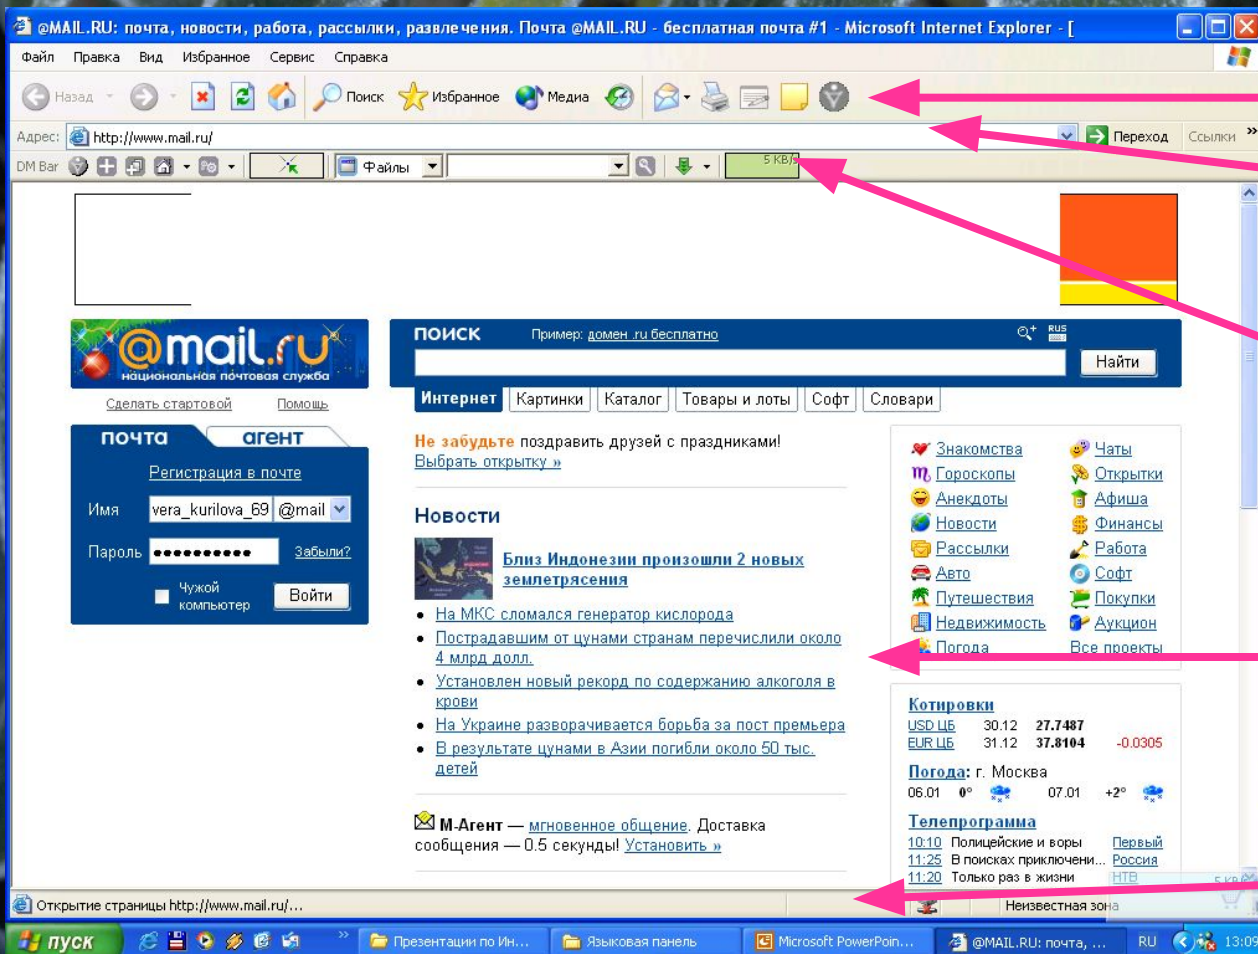 @MAIL.RU: почта, новости, работа, рассылки, развлечения. Почта @MAIL.RU - бесплатная почта #1 - Microsoft Internet Explorer - [
Файл Правка Вид Избранное Сервис Справка
Назад Поиск Избранное Медиа
Адрес: http://www.mail.ru/ Переход Ссылки »
DM Bar Файлы 5 KB/s
@mail.ru
национальная почтовая служба
Сделать стартовой Помощь
почта агент
Регистрация в почте
Имя vera_kurilova_69 @mail
Пароль ●●●●●●●●●● Забыли?
Чужой
компьютер
Войти
ПОИСК Пример: домен .ru бесплатно RUS
Найти
Интернет Картинки Каталог Товары и лоты Софт Словари
Не забудьте поздравить друзей с праздниками!
Выбрать открытку »
Новости
Близ Индонезии произошли 2 новых
землетрясения
• На МКС сломался генератор кислорода
• Пострадавшим от цунами странам перечислили около
4 млрд долл.
• Установлен новый рекорд по содержанию алкоголя в
крови
• На Украине разворачивается борьба за пост премьера
• В результате цунами в Азии погибли около 50 тыс.
детей
М-Агент — мгновенное общение. Доставка
сообщения — 0.5 секунды! Установить »
Знакомства Чаты
Гороскопы Открытки
Анекдоты Афиша
Новости Финансы
Рассылки Работа
Авто Софт
Путешествия Покупки
Недвижимость Аукцион
Погода Все проекты
Котировки
USD ЦБ 30.12 27.7487
EUR ЦБ 31.12 37.8104 -0.0305
Погода: г. Москва
06.01 0° 07.01 +2°
Телепрограмма
10:10 Полицейские и воры Первый
11:25 В поисках приключени... Россия
11:20 Только раз в жизни НТВ
5 KB/
Открытие страницы http://www.mail.ru/... Неизвестная зона
пуск » Презентации по Ин... Языковая панель Microsoft PowerPoin... @MAIL.RU: почта, ... RU 13:09